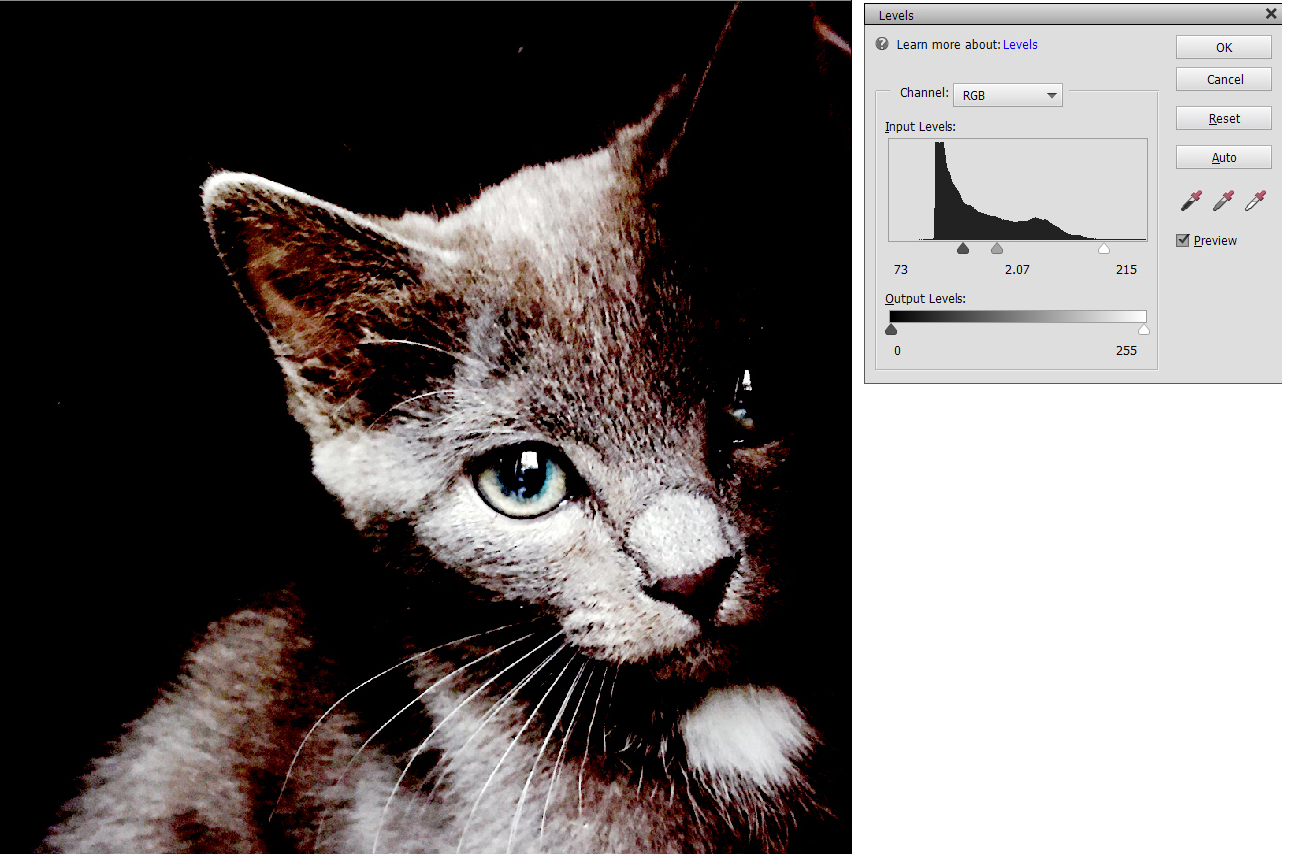 Levels
Learn more about: Levels
OK
Cancel
Channel: RGB
Reset
Input Levels:
Auto
Preview
73 2.07 215
Output Levels:
0 255